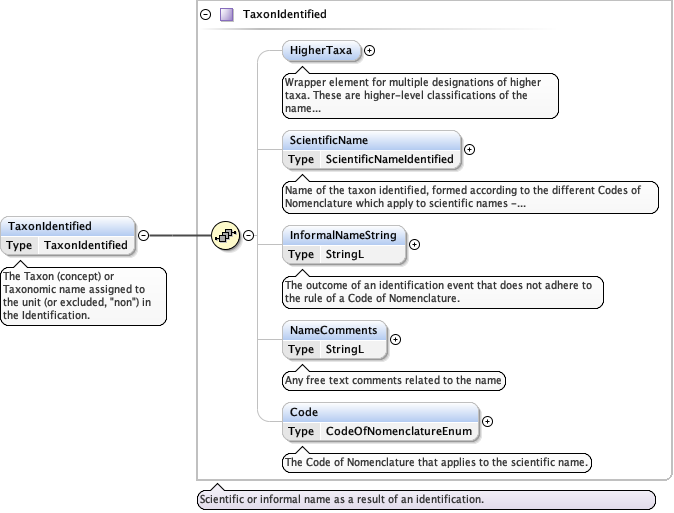 TaxonIdentified
HigherTaxa
Wrapper element for multiple designations of higher
taxa. These are higher-level classifications of the
name...
ScientificName
Type ScientificNameIdentified
Name of the taxon identified, formed according to the different Codes of
Nomenclature which apply to scientific names -...
TaxonIdentified
Type TaxonIdentified
The Taxon (concept) or
Taxonomic name assigned to
the unit (or excluded, "non") in
the Identification.
InformalNameString
Type StringL
The outcome of an identification event that does not adhere to
the rule of a Code of Nomenclature.
NameComments
Type StringL
Any free text comments related to the name
Code
Type CodeOfNomenclatureEnum
The Code of Nomenclature that applies to the scientific name.
Scientific or informal name as a result of an identification.